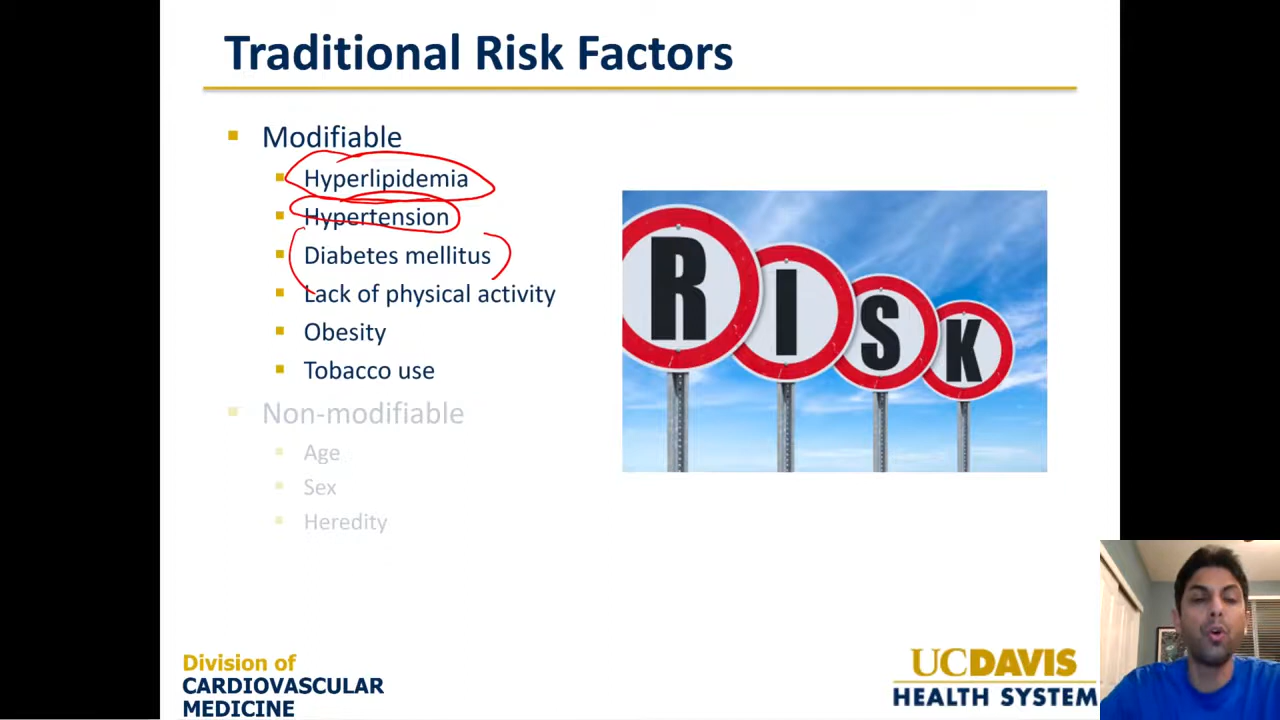 Traditional Risk Factors
Modifiable
Hyperlipidemia
Hypertension
Diabetes mellitus
Lack of physical activity
Obesity
Tobacco use
Non-modifiable
Age
Sex
Heredity
RISK
Division of
CARDIOVASCULAR
MEDICINE
UCDAVIS
HEALTH SYSTEM